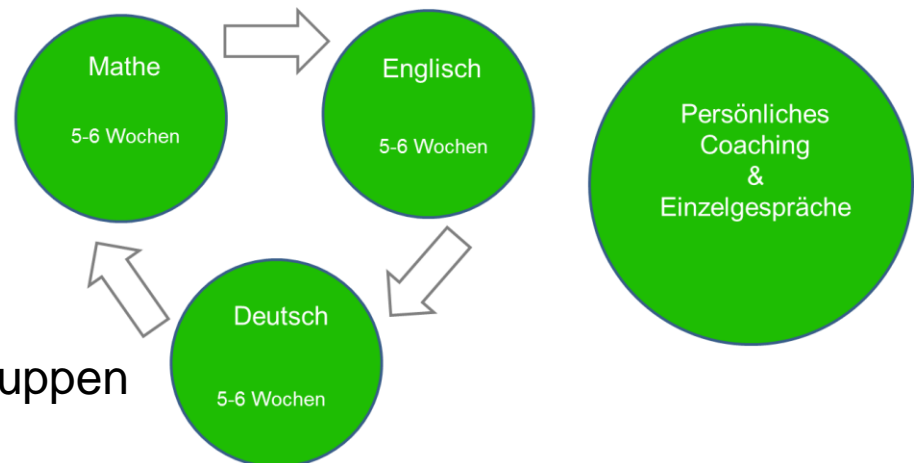 Mathe
5-6 Wochen
Englisch
5-6 Wochen
Persönliches
Coaching
&
Einzelgespräche
Deutsch
5-6 Wochen
uppen